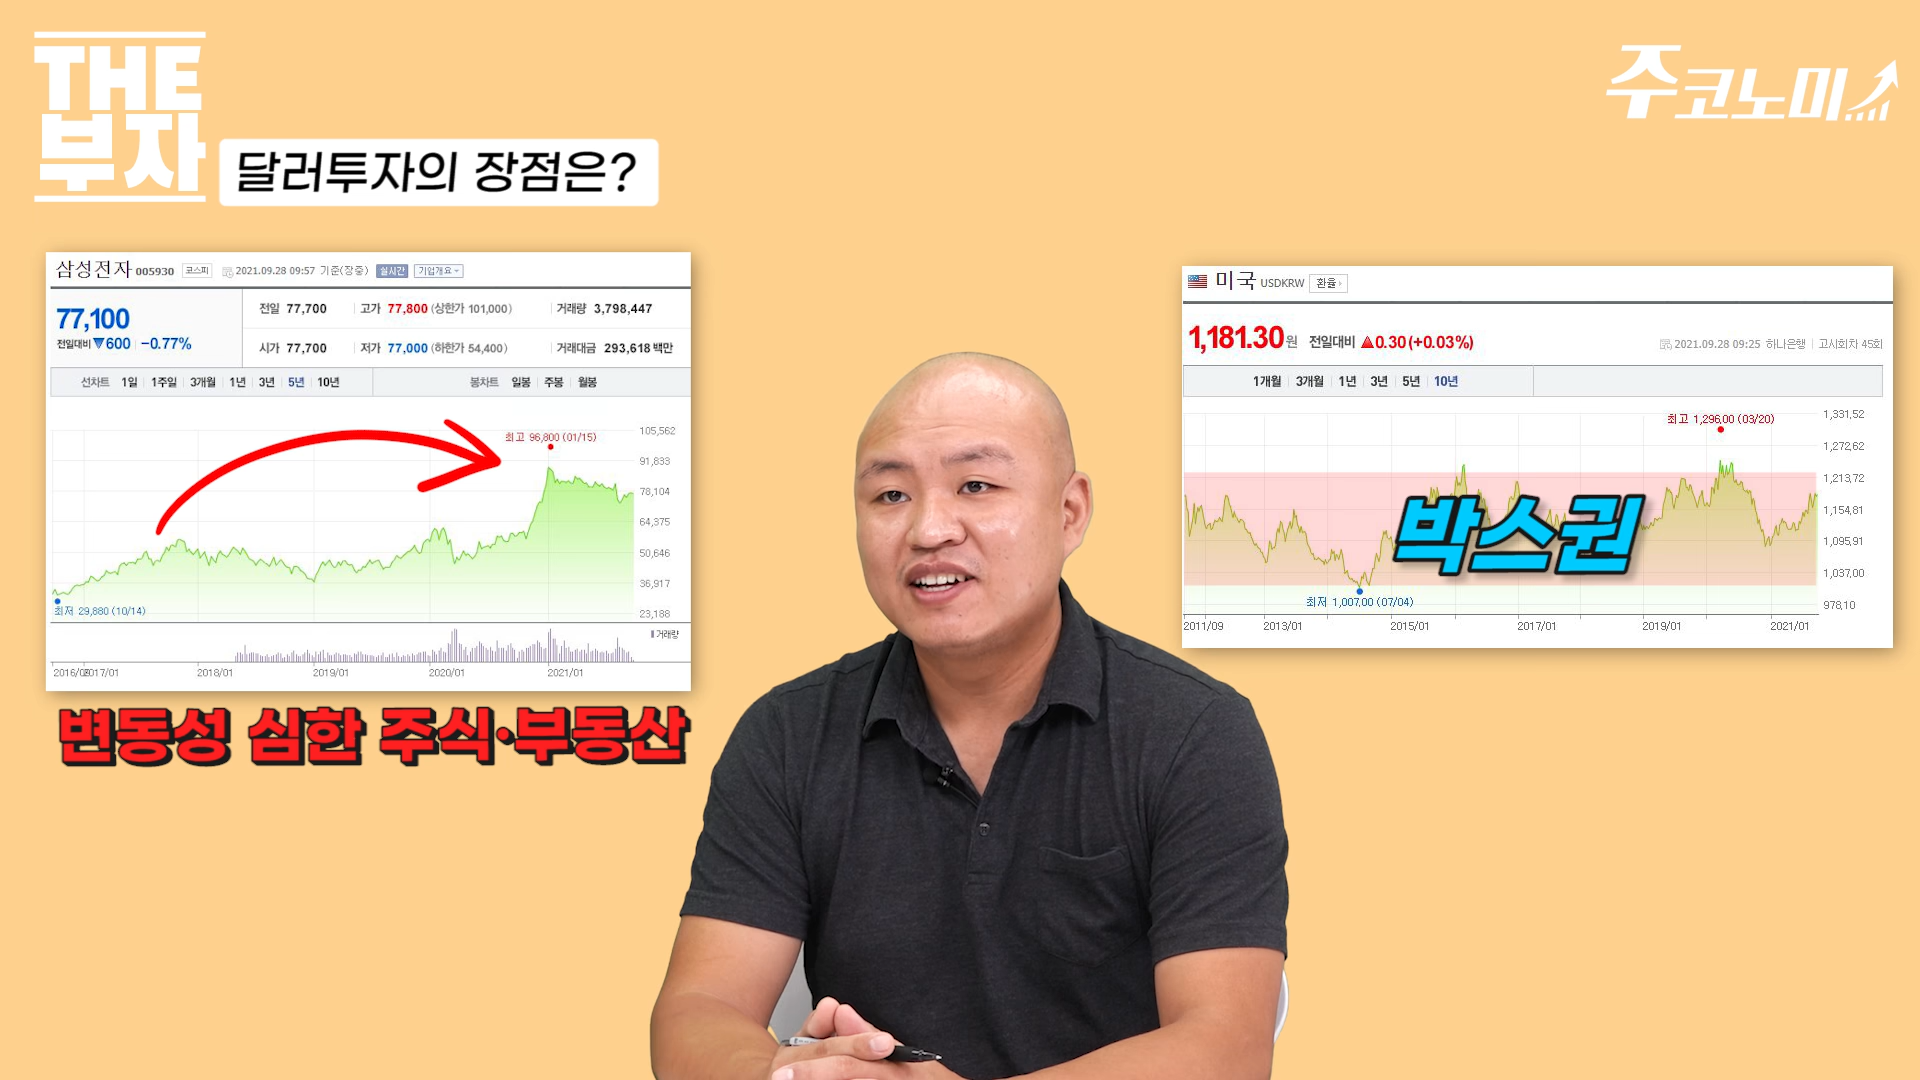 THE
부자
주코노미
달러투자의 장점은?
삼성전자 005930 코스피 2021.09.28 09:57 기준(장중) 실시간 기업개요
77,100
전일대비 ▼600 -0.77%
전일 77,700 고가 77,800 (상한가 101,000) 거래량 3,798,447
시가 77,700 저가 77,000 (하한가 54,400) 거래대금 293,618 백만
선차트 1일 1주일 3개월 1년 3년 5년 10년 봉차트 일봉 주봉 월봉
최고 96,800 (01/15)
최저 29,880 (10/14)
105,562
91,833
78,104
64,375
50,646
36,917
23,188
거래량
2017/01 2018/01 2019/01 2020/01 2021/01
변동성 심한 주식·부동산
미국 USDKRW 환율
1,181.30원 전일대비 ▲0.30 (+0.03%)
2021.09.28 09:25 하나은행 고시회차 45회
1개월 3개월 1년 3년 5년 10년
최고 1,296.00 (03/20)
박스권
최저 1,007.00 (07/04)
1,331.52
1,272.62
1,213.72
1,154.81
1,095.91
1,037.00
978.10
2011/09 2013/01 2015/01 2017/01 2019/01 2021/01